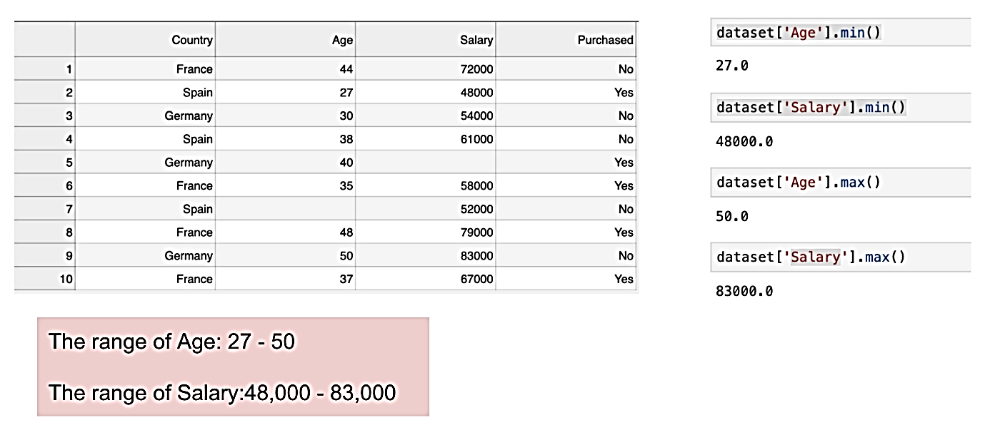 Country Age Salary Purchased
1 France 44 72000 No
2 Spain 27 48000 Yes
3 Germany 30 54000 No
4 Spain 38 61000 No
5 Germany 40 Yes
6 France 35 58000 Yes
7 Spain 52000 No
8 France 48 79000 Yes
9 Germany 50 83000 No
10 France 37 67000 Yes
The range of Age: 27 - 50
The range of Salary:48,000 - 83,000
dataset['Age'].min()
27.0
dataset['Salary'].min()
48000.0
dataset['Age'].max()
50.0
dataset['Salary'].max()
83000.0